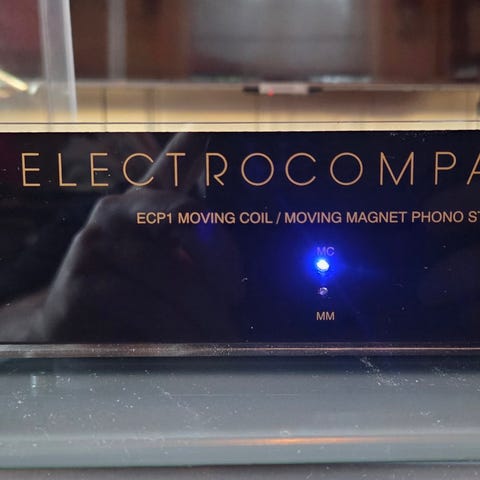 ELECTROCOMPA
ECP1 MOVING COIL / MOVING MAGNET PHONO ST
MC
MM